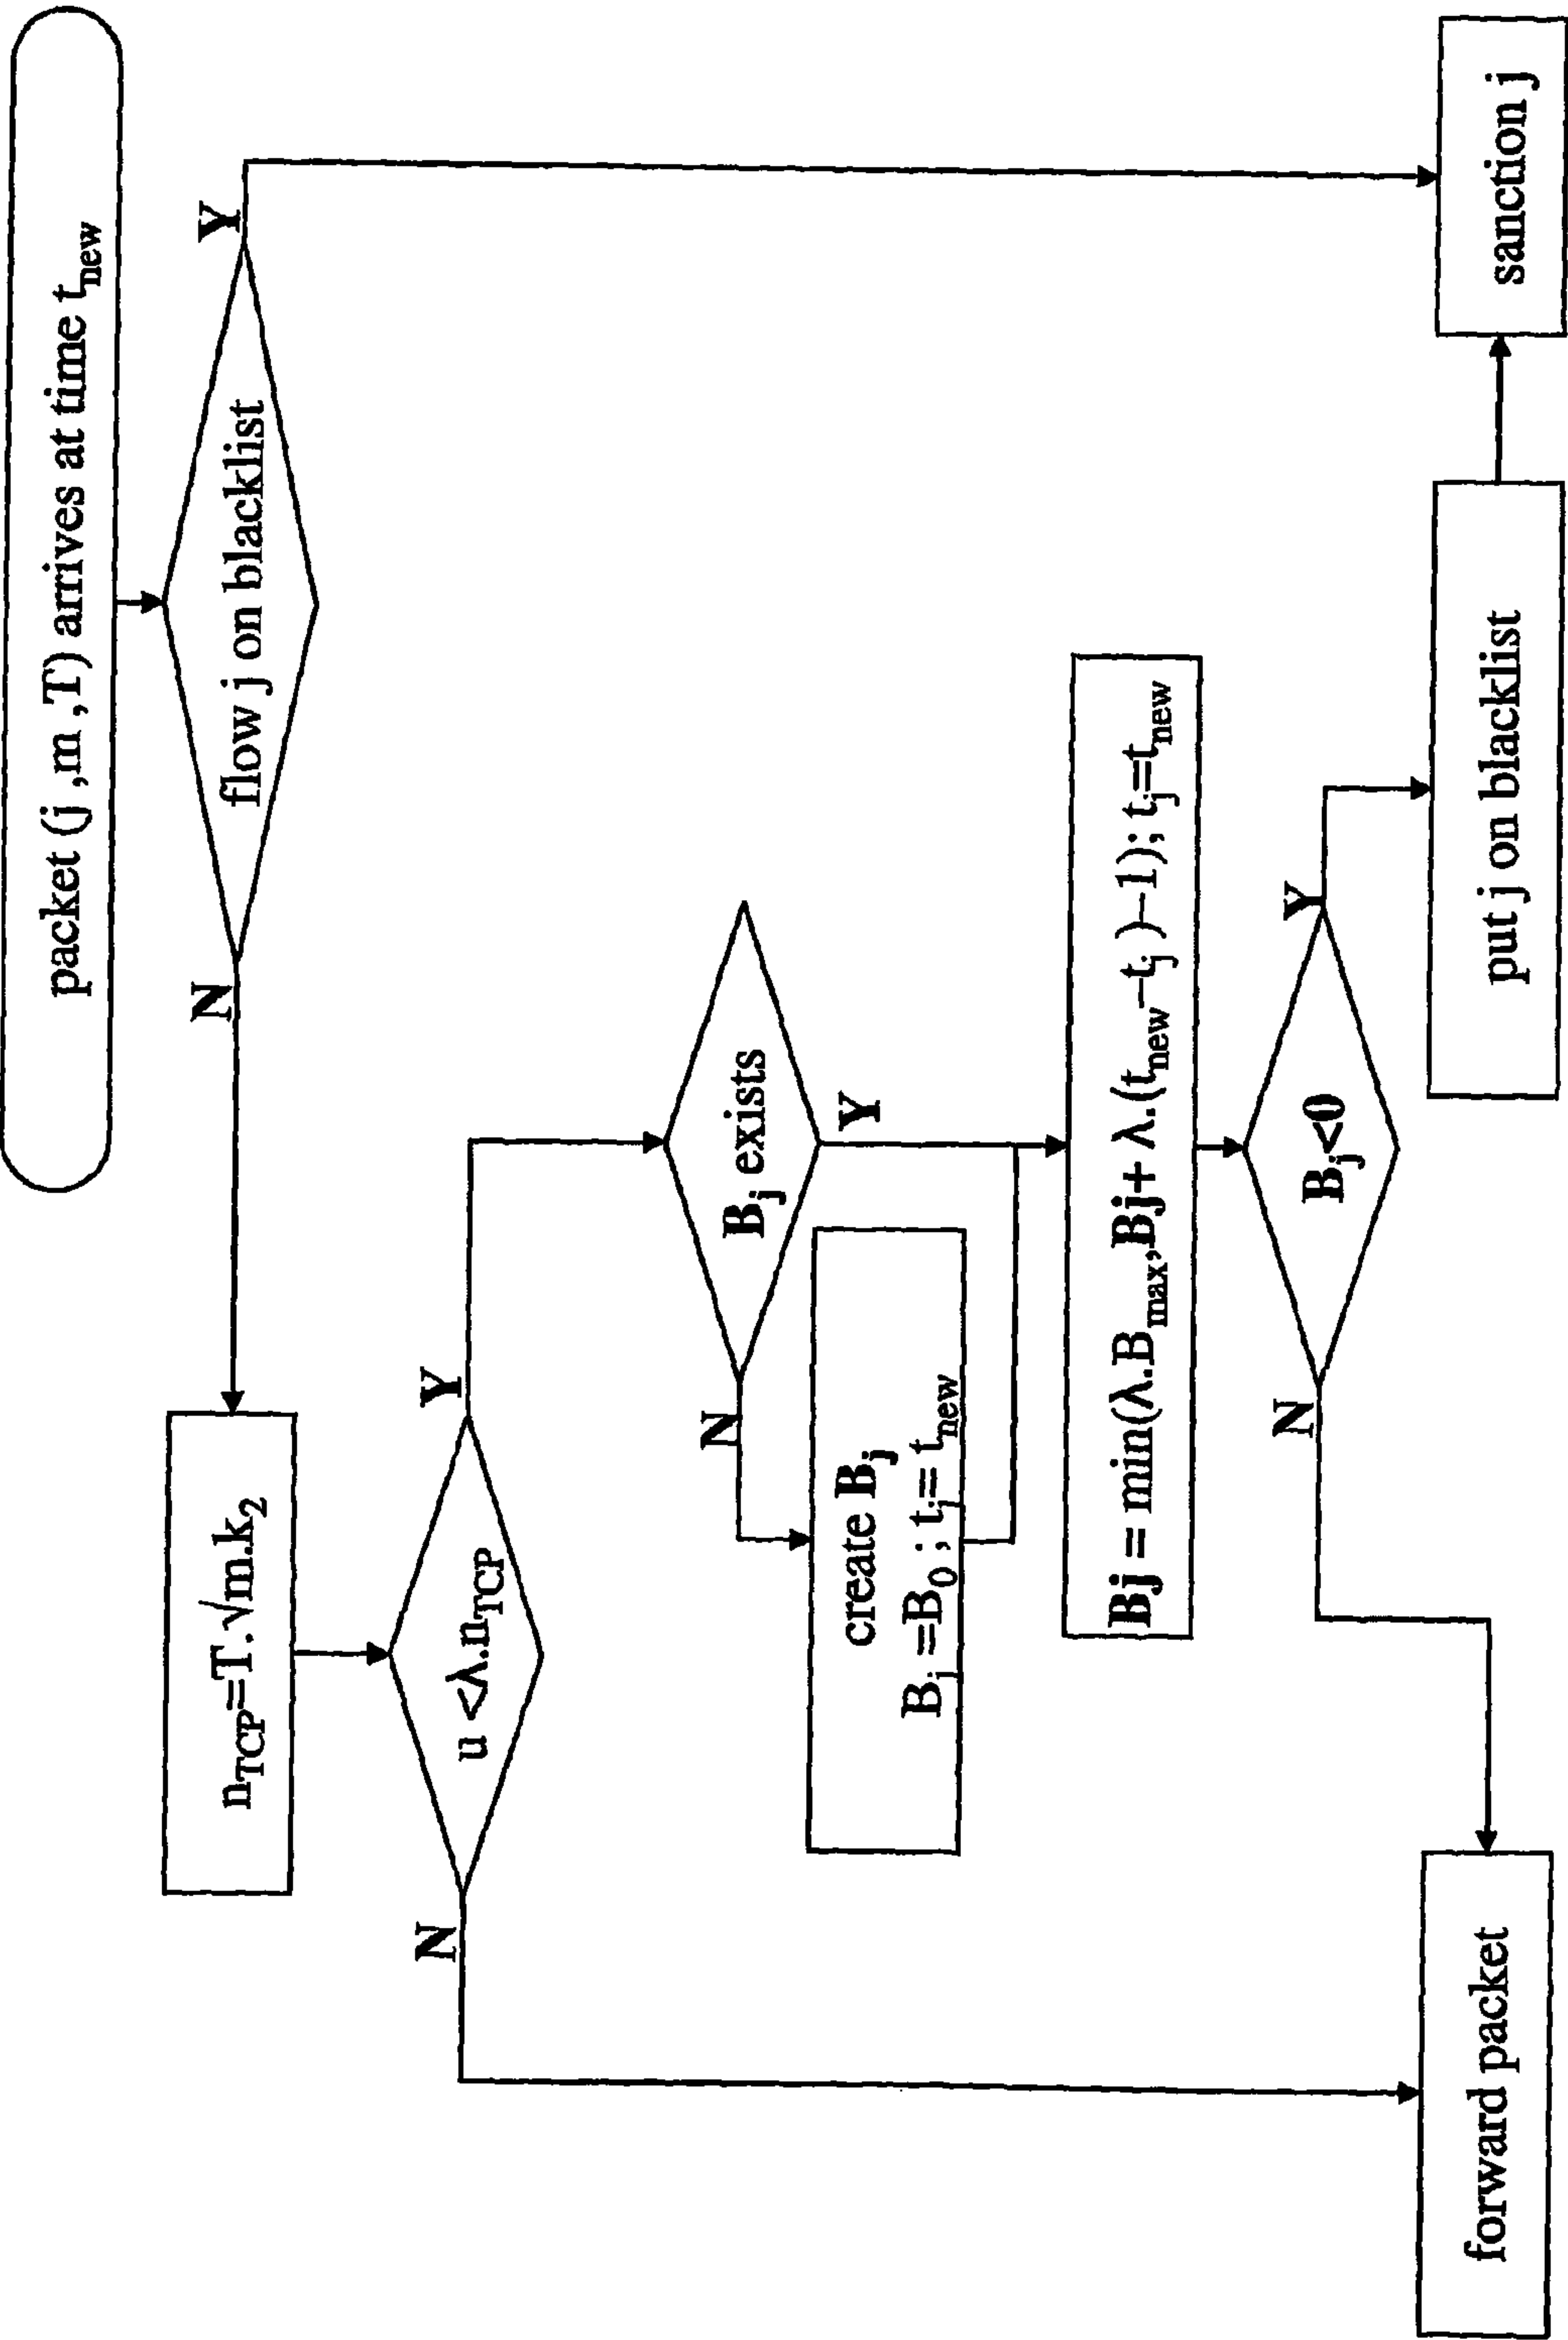 packet (j ,m ,T) arrives at time t_new
flow j on blacklist
Y
N
n_TCP=T.√m.k_2
u <λ.n_TCP
Y
N
B_j exists
N
Y
create B_j
B_j =B_0 ; t_j= t_new
Bj = min(λ.B_max,Bj+ λ.(t_new−t_j )−1); t_j=t_new
B_j<0
N
Y
put j on blacklist
sanction j
forward packet